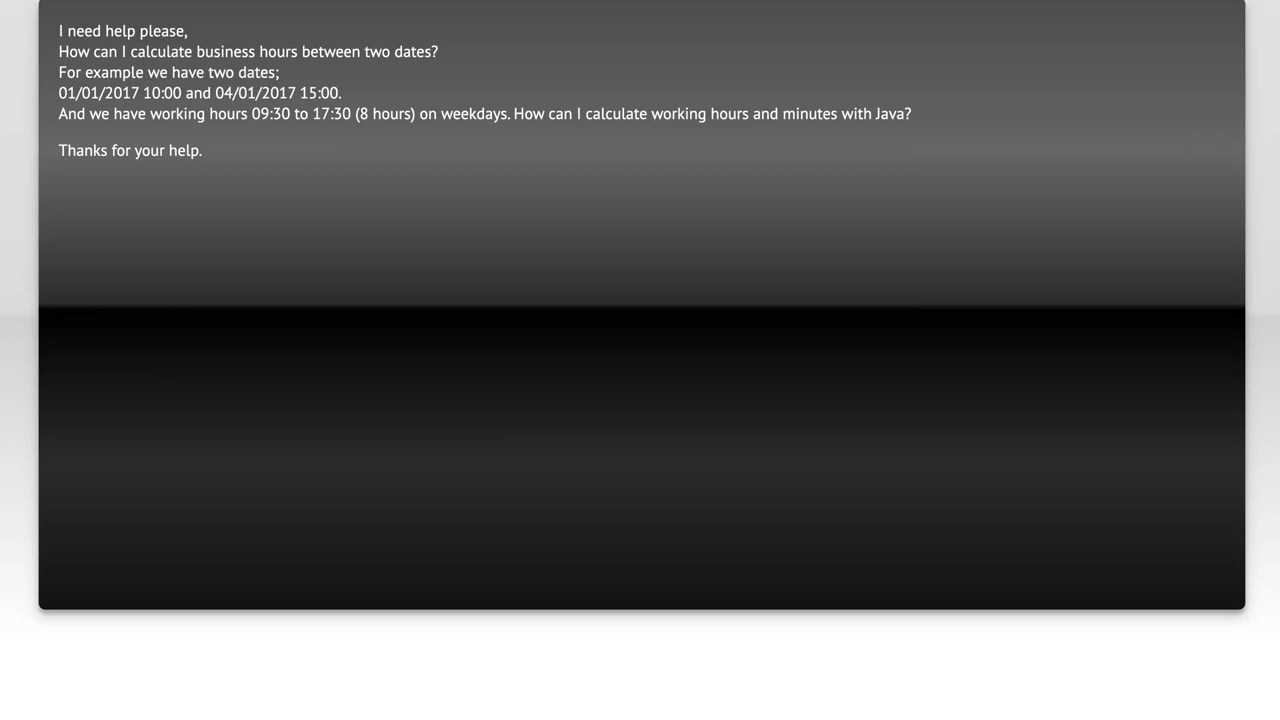 I need help please,
How can I calculate business hours between two dates?
For example we have two dates;
01/01/2017 10:00 and 04/01/2017 15:00.
And we have working hours 09:30 to 17:30 (8 hours) on weekdays. How can I calculate working hours and minutes with Java?
Thanks for your help.